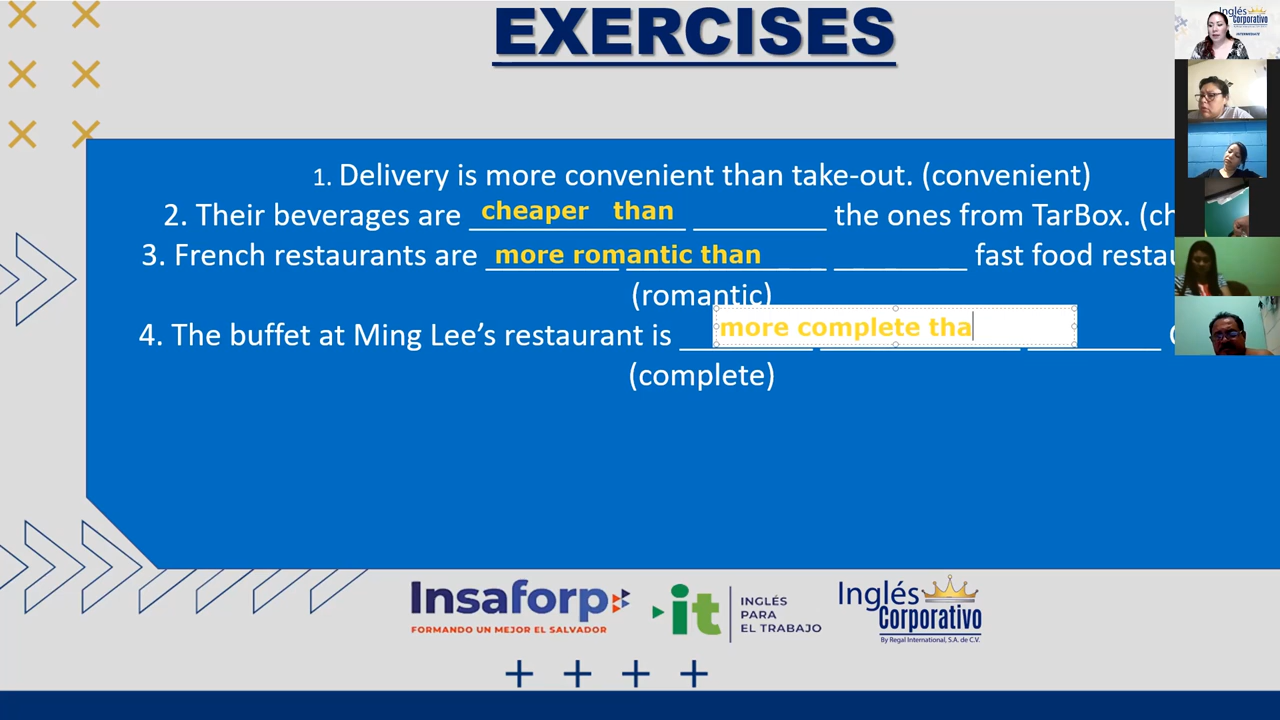 EXERCISES
1. Delivery is more convenient than take-out. (convenient)
2. Their beverages are cheaper than the ones from TarBox. (ch
3. French restaurants are more romantic than fast food restau
(romantic)
4. The buffet at Ming Lee's restaurant is more complete tha
(complete)
Insaforp
FORMANDO UN MEJOR EL SALVADOR
it
INGLÉS
PARA
EL TRABAJO
Inglés
Corporativo
By Regal International, S.A. de C.V.
Inglés
Corporativo
INTERMEDIATE